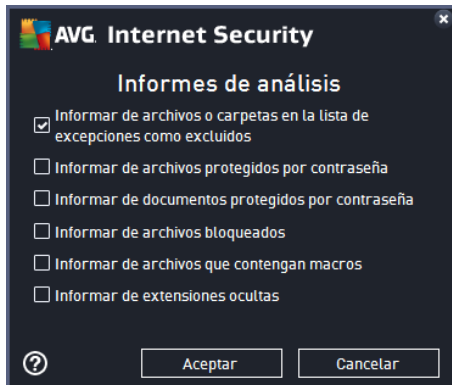 AVG. Internet Security
Informes de análisis
Informar de archivos o carpetas en la lista de
excepciones como excluidos
Informar de archivos protegidos por contraseña
Informar de documentos protegidos por contraseña
Informar de archivos bloqueados
Informar de archivos que contengan macros
Informar de extensiones ocultas
? Aceptar Cancelar